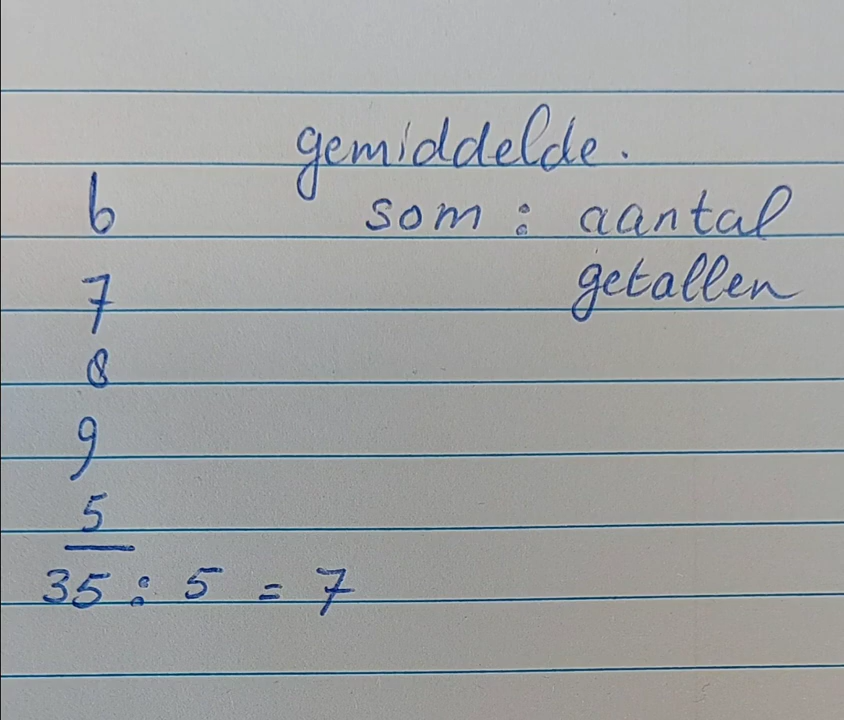 gemiddelde.
6 som : aantal
7 getallen
8
9
5
35 : 5 = 7